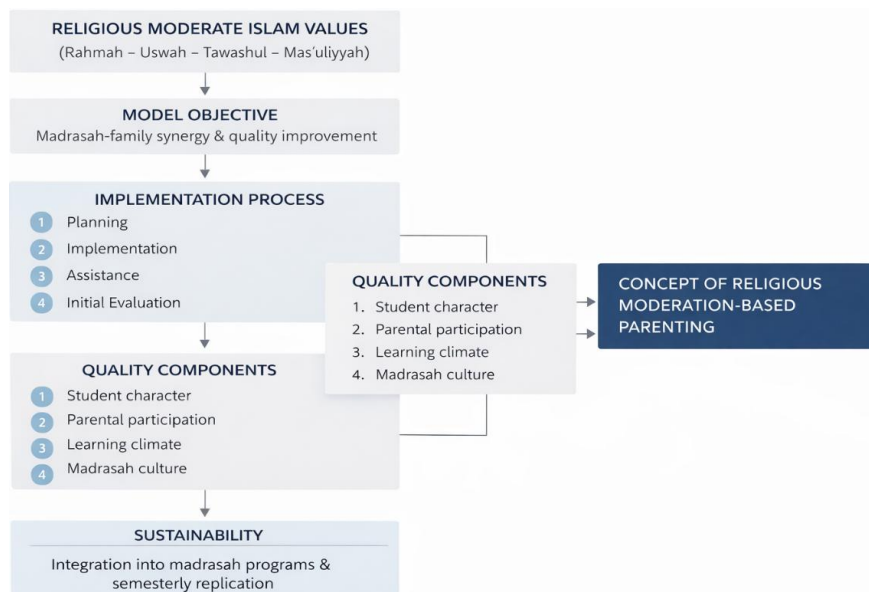 RELIGIOUS MODERATE ISLAM VALUES
(Rahmah – Uswah – Tawashul – Mas'uliyyah)
MODEL OBJECTIVE
Madrasah-family synergy & quality improvement
IMPLEMENTATION PROCESS
1 Planning
2 Implementation
3 Assistance
4 Initial Evaluation
QUALITY COMPONENTS
1 Student character
2 Parental participation
3 Learning climate
4 Madrasah culture
SUSTAINABILITY
Integration into madrasah programs &
semesterly replication
QUALITY COMPONENTS
1. Student character
2. Parental participation
3. Learning climate
4. Madrasah culture
CONCEPT OF RELIGIOUS
MODERATION-BASED
PARENTING